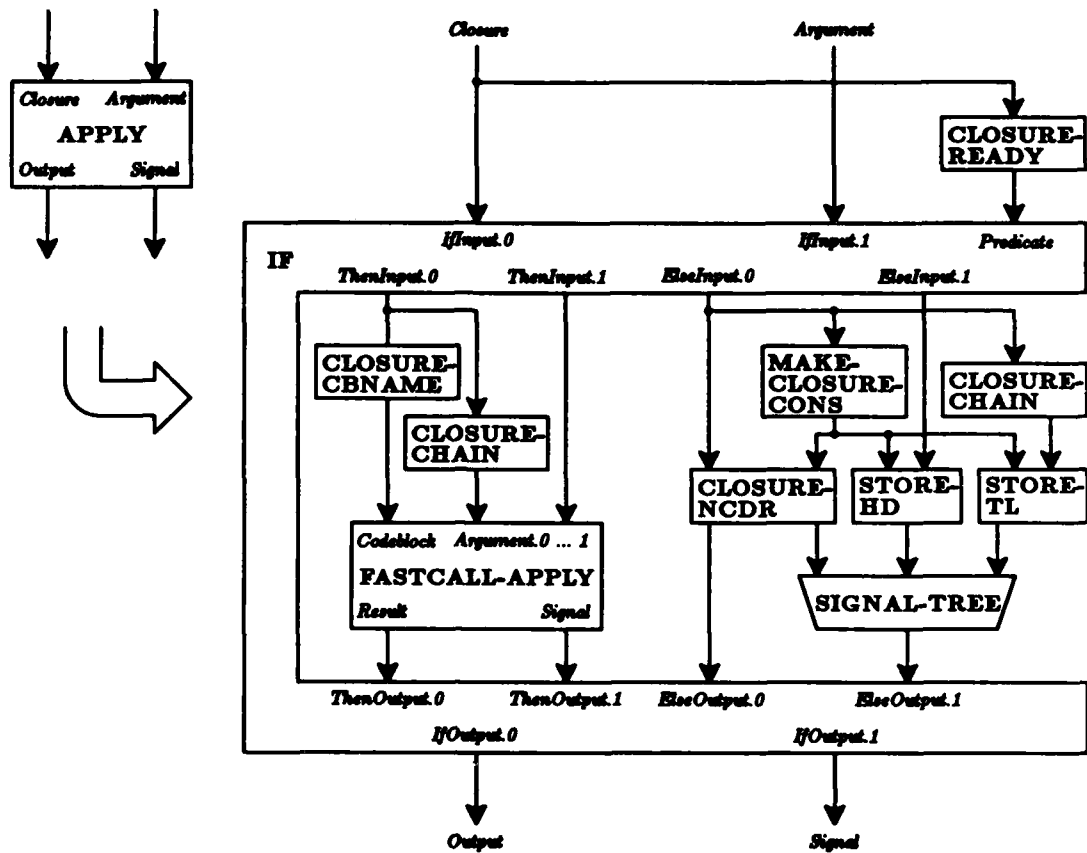 Closure Argument
APPLY
Output Signal
Closure
Argument
CLOSURE-
READY
IfInput.0
IfInput.1
Predicate
IF
ThenInput.0
ThenInput.1
ElseInput.0
ElseInput.1
CLOSURE-
CBNAME
CLOSURE-
CHAIN
MAKE-
CLOSURE-
CONS
CLOSURE-
CHAIN
CLOSURE-
NCDR
STORE-
HD
STORE-
TL
Codeblock Argument.0 ... 1
FASTCALL-APPLY
Result Signal
SIGNAL-TREE
ThenOutput.0
ThenOutput.1
ElseOutput.0
ElseOutput.1
IfOutput.0
IfOutput.1
Output
Signal